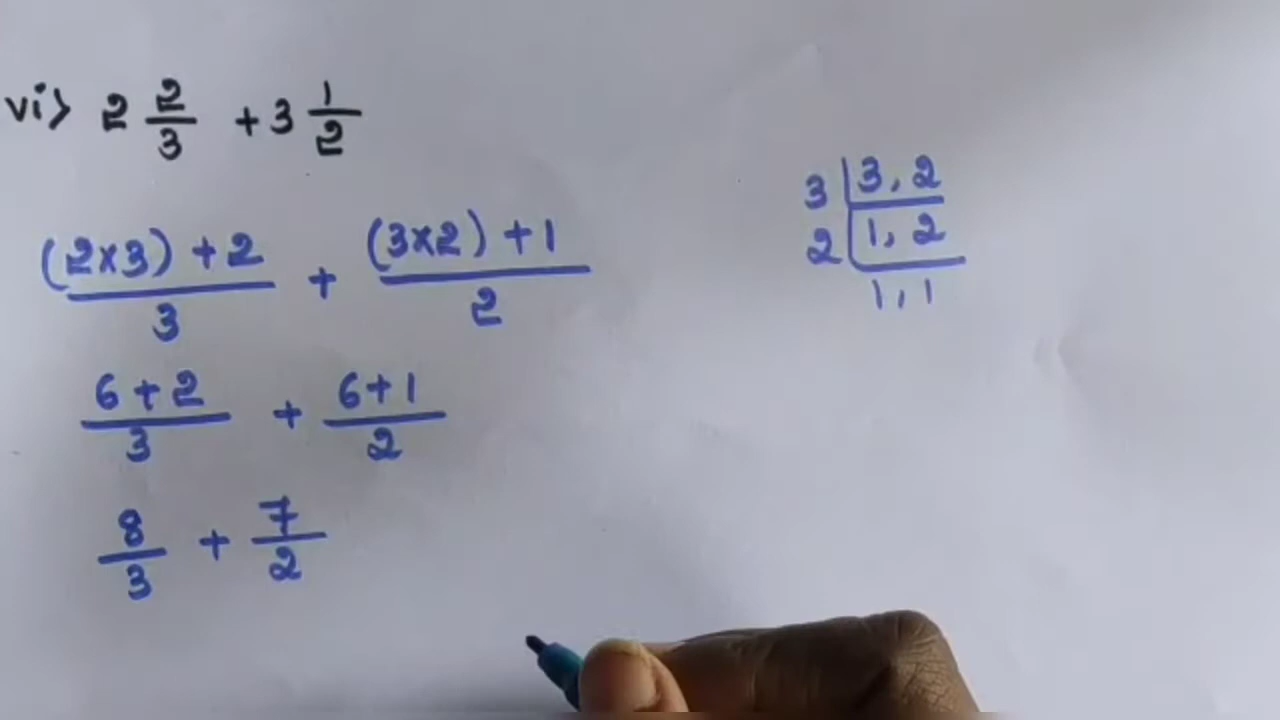 vi> 2 2/3 + 3 1/2
(2×3) + 2 / 3 + (3×2) + 1 / 2
6 + 2 / 3 + 6 + 1 / 2
8/3 + 7/2
3 | 3, 2
2 | 1, 2
1, 1